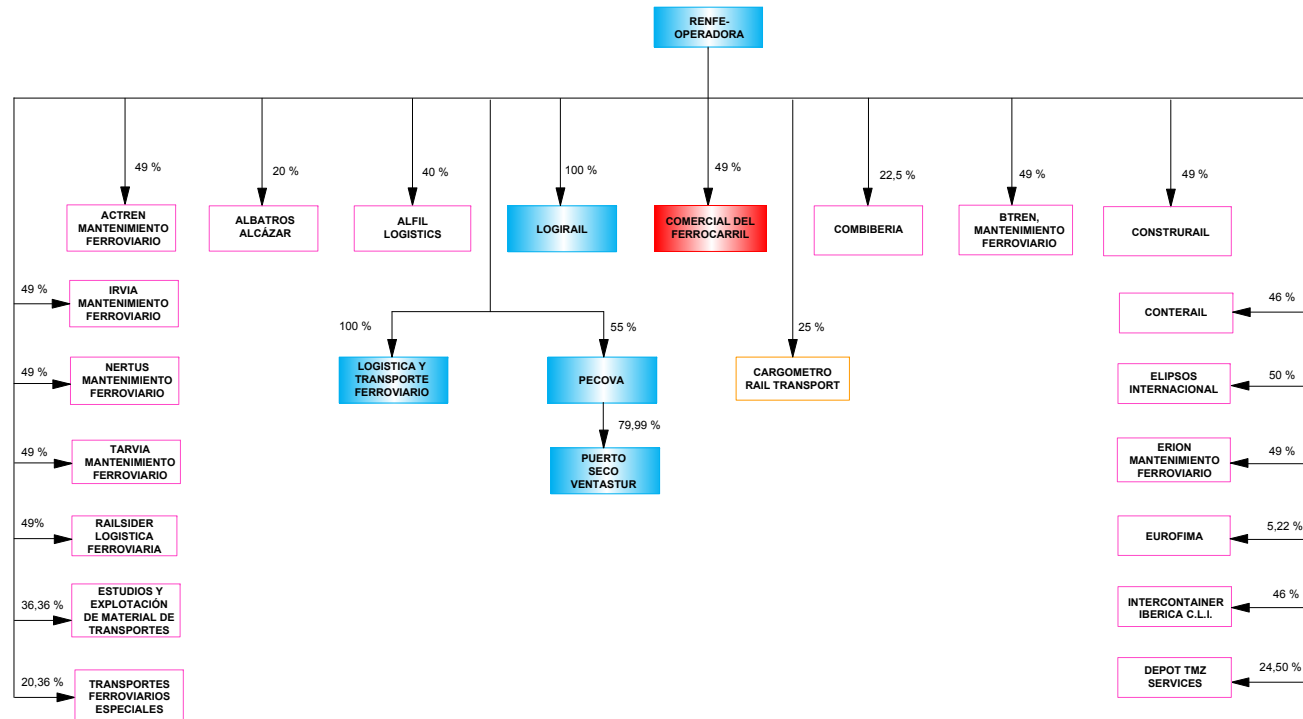 RENFE-
OPERADORA
49 %
20 %
40 %
100 %
49 %
22,5 %
49 %
49 %
ACTREN
MANTENIMIENTO
FERROVIARIO
ALBATROS
ALCÁZAR
ALFIL
LOGISTICS
LOGIRAIL
COMERCIAL DEL
FERROCARRIL
COMBIBERIA
BTREN,
MANTENIMIENTO
FERROVIARIO
CONSTRURAIL
49 %
IRVIA
MANTENIMIENTO
FERROVIARIO
CONTERAIL
46 %
100 %
55 %
25 %
49 %
NERTUS
MANTENIMIENTO
FERROVIARIO
LOGISTICA Y
TRANSPORTE
FERROVIARIO
PECOVA
CARGOMETRO
RAIL TRANSPORT
ELIPSOS
INTERNACIONAL
50 %
79,99 %
49 %
TARVIA
MANTENIMIENTO
FERROVIARIO
PUERTO
SECO
VENTASTUR
ERION
MANTENIMIENTO
FERROVIARIO
49 %
49%
RAILSIDER
LOGISTICA
FERROVIARIA
EUROFIMA
5,22 %
36,36 %
ESTUDIOS Y
EXPLOTACIÓN
DE MATERIAL DE
TRANSPORTES
INTERCONTAINER
IBERICA C.L.I.
46 %
20,36 %
TRANSPORTES
FERROVIARIOS
ESPECIALES
DEPOT TMZ
SERVICES
24,50 %